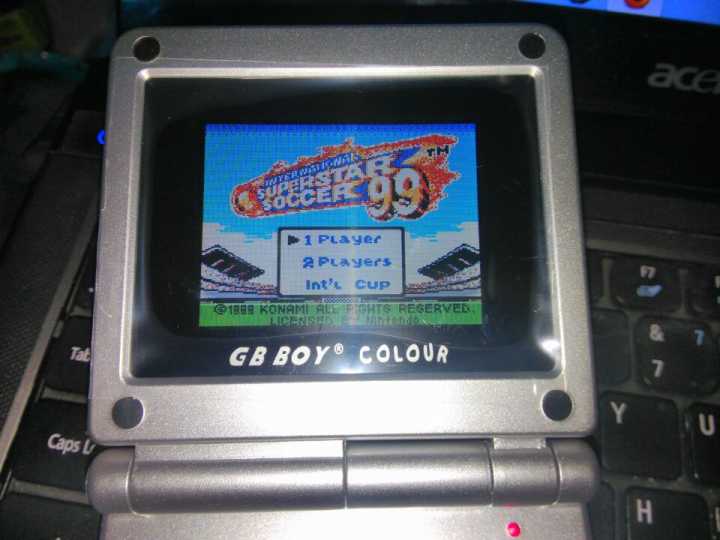 acer
INTERNATIONAL
SUPERSTAR
SOCCER 99
TM
▶ 1 Player
2 Players
Int'l Cup
©1999 KONAMI ALL RIGHTS RESERVED.
LICENSED BY Nintendo
GB BOY® COLOUR
F7
&
7
7
Tab
Y
U
Caps L
H